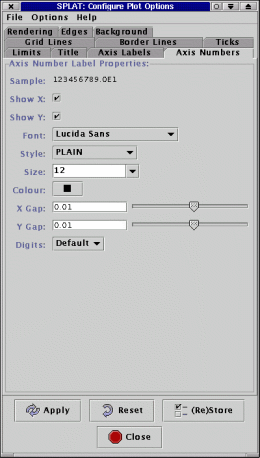 SPLAT: Configure Plot Options
File Options Help
Rendering Edges Background
Grid Lines Border Lines Ticks
Limits Title Axis Labels Axis Numbers
Axis Number Label Properties:
Sample: 123456789.0E1
Show X:
Show Y:
Font: Lucida Sans
Style: PLAIN
Size: 12
Colour:
X Gap: 0.01
Y Gap: 0.01
Digits: Default
Apply Reset (Re)Store
Close